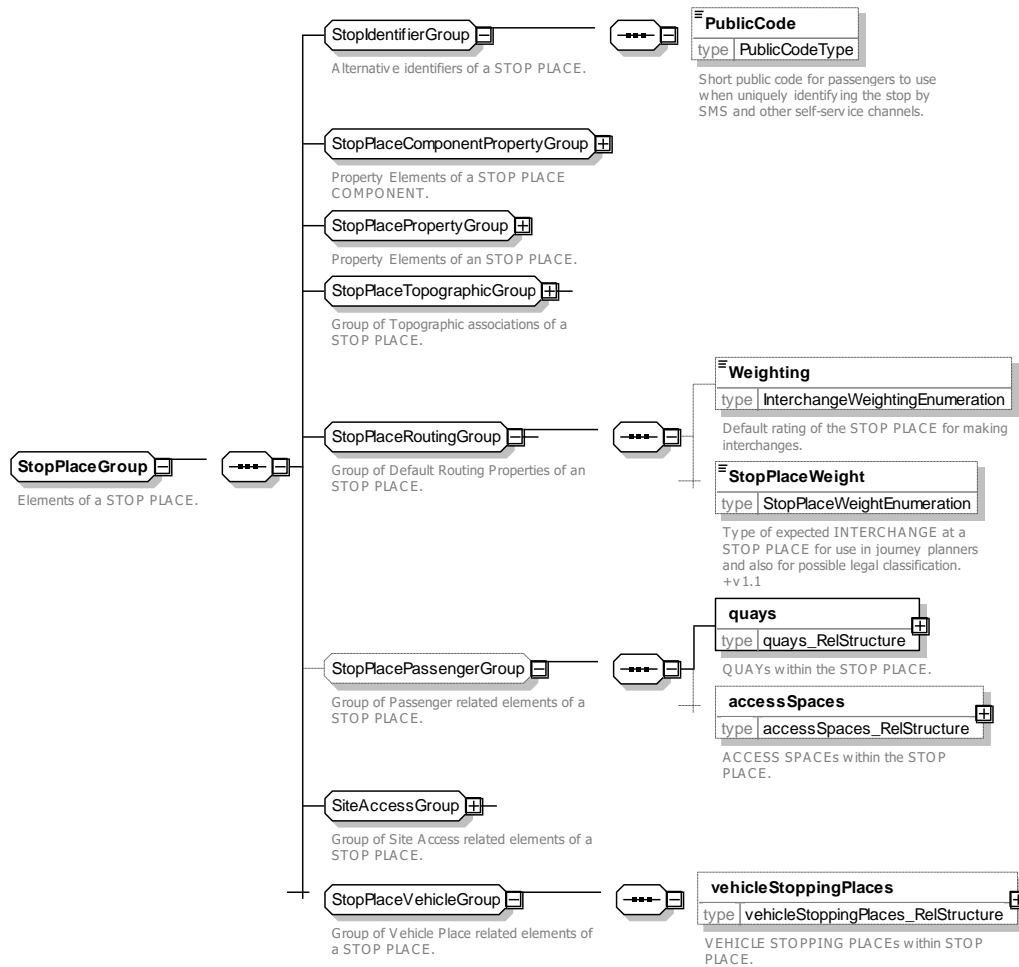 StopPlaceGroup
Elements of a STOP PLACE.
StopIdentifierGroup
Alternative identifiers of a STOP PLACE.
PublicCode
type PublicCodeType
Short public code for passengers to use
when uniquely identifying the stop by
SMS and other self-service channels.
StopPlaceComponentPropertyGroup
Property Elements of a STOP PLACE
COMPONENT.
StopPlacePropertyGroup
Property Elements of an STOP PLACE.
StopPlaceTopographicGroup
Group of Topographic associations of a
STOP PLACE.
StopPlaceRoutingGroup
Group of Default Routing Properties of an
STOP PLACE.
Weighting
type InterchangeWeightingEnumeration
Default rating of the STOP PLACE for making
interchanges.
StopPlaceWeight
type StopPlaceWeightEnumeration
Type of expected INTERCHANGE at a
STOP PLACE for use in journey planners
and also for possible legal classification.
+v1.1
StopPlacePassengerGroup
Group of Passenger related elements of a
STOP PLACE.
quays
type quays_RelStructure
QUAYs within the STOP PLACE.
accessSpaces
type accessSpaces_RelStructure
ACCESS SPACEs within the STOP
PLACE.
SiteAccessGroup
Group of Site Access related elements of a
STOP PLACE.
StopPlaceVehicleGroup
Group of Vehicle Place related elements of
a STOP PLACE.
vehicleStoppingPlaces
type vehicleStoppingPlaces_RelStructure
VEHICLE STOPPING PLACEs within STOP
PLACE.